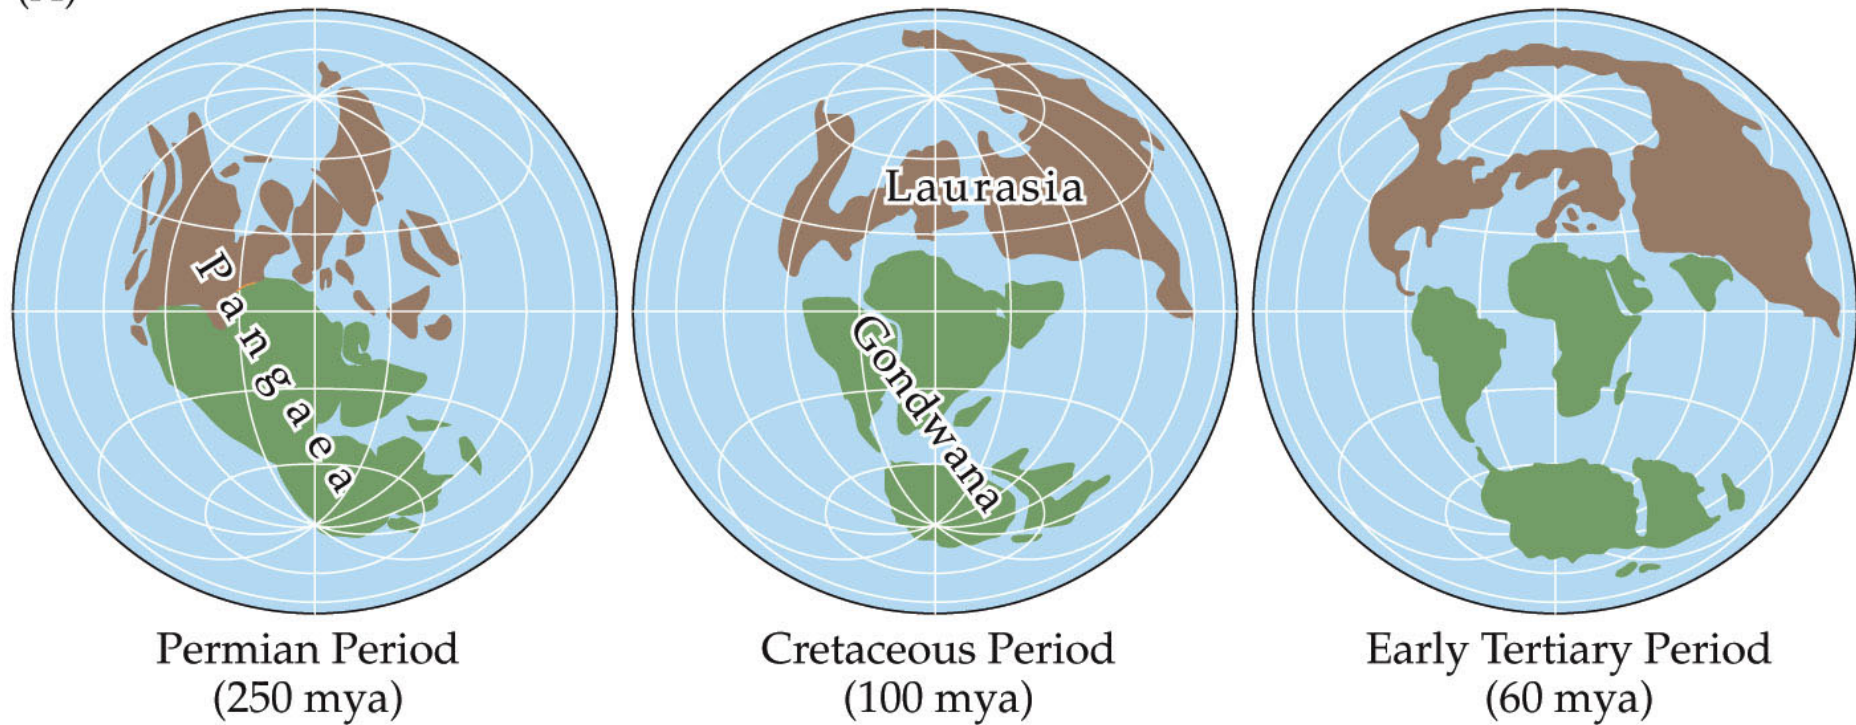 Pangaea
Laurasia
Gondwana
Permian Period
(250 mya)
Cretaceous Period
(100 mya)
Early Tertiary Period
(60 mya)